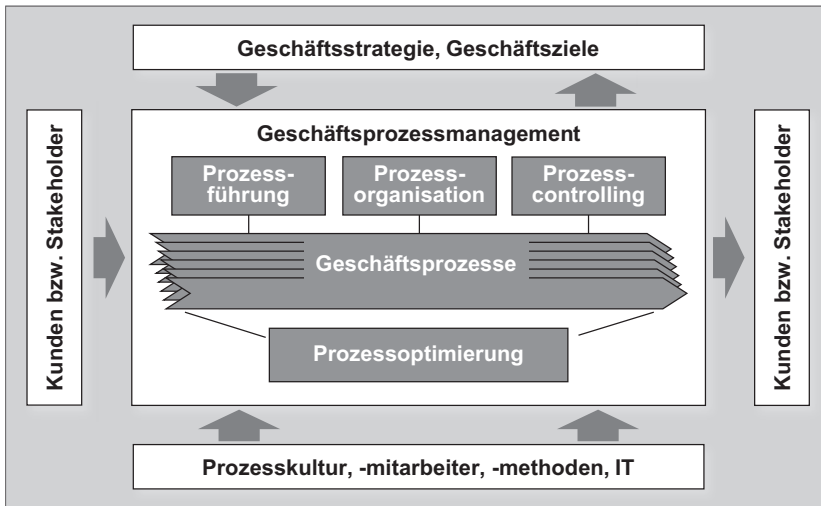 Geschäftsstrategie, Geschäftsziele
Kunden bzw. Stakeholder
Geschäftsprozessmanagement
Prozess-
führung
Prozess-
organisation
Prozess-
controlling
Geschäftsprozesse
Prozessoptimierung
Kunden bzw. Stakeholder
Prozesskultur, -mitarbeiter, -methoden, IT